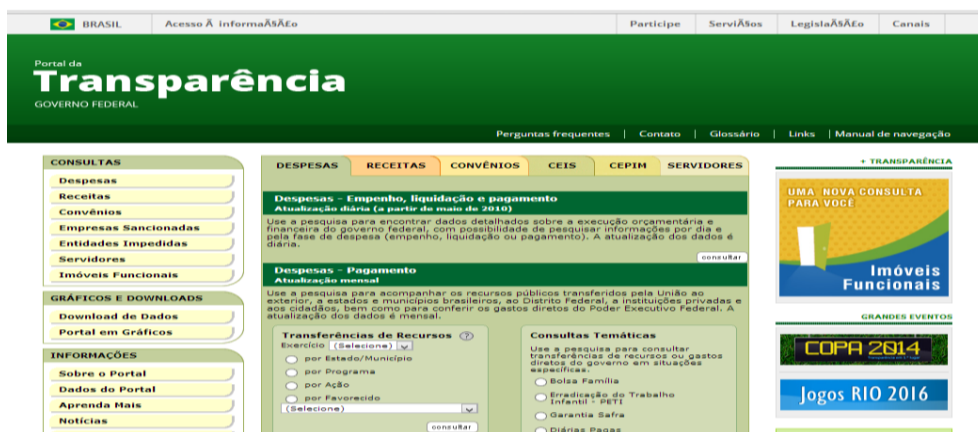 BRASIL
Acesso Ã  informaÃ§Ã£o
Participe
ServiÃ§os
LegislaÃ§Ã£o
Canais
Portal da
Transparência
GOVERNO FEDERAL
Perguntas frequentes | Contato | Glossário | Links | Manual de navegação
CONSULTAS
Despesas
Receitas
Convênios
Empresas Sancionadas
Entidades Impedidas
Servidores
Imóveis Funcionais
GRÁFICOS E DOWNLOADS
Download de Dados
Portal em Gráficos
INFORMAÇÕES
Sobre o Portal
Dados do Portal
Aprenda Mais
Notícias
DESPESAS
RECEITAS
CONVÊNIOS
CEIS
CEPIM
SERVIDORES
Despesas - Empenho, liquidação e pagamento
Atualização diária (a partir de maio de 2010)
Use a pesquisa para encontrar dados detalhados sobre a execução orçamentária e
financeira do governo federal, com possibilidade de pesquisar informações por dia e
pela fase de despesa (empenho, liquidação ou pagamento). A atualização dos dados é
diária.
consultar
Despesas - Pagamento
Atualização mensal
Use a pesquisa para acompanhar os recursos públicos transferidos pela União ao
exterior, a estados e municípios brasileiros, ao Distrito Federal, a instituições privadas e
aos cidadãos, bem como para conferir os gastos diretos do Poder Executivo Federal. A
atualização dos dados é mensal.
Transferências de Recursos ?
Exercício (Selecione)
por Estado/Município
por Programa
por Ação
por Favorecido
(Selecione)
consultar
Consultas Temáticas
Use a pesquisa para consultar
transferências de recursos ou gastos
diretos do governo em situações
específicas.
Bolsa Família
Erradicação do Trabalho
Infantil - PETI
Garantia Safra
Diárias Pagas
+ TRANSPARÊNCIA
UMA NOVA CONSULTA
PARA VOCÊ
Imóveis
Funcionais
GRANDES EVENTOS
COPA 2014
Jogos RIO 2016